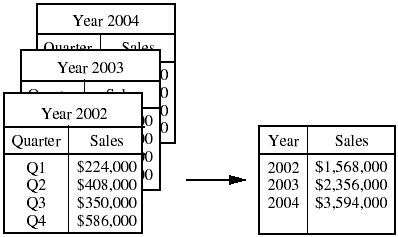 Year 2004
Quarter Sales
Year 2003
Year 2002
Quarter Sales
Q1 $224,000
Q2 $408,000
Q3 $350,000
Q4 $586,000
Year Sales
2002 $1,568,000
2003 $2,356,000
2004 $3,594,000